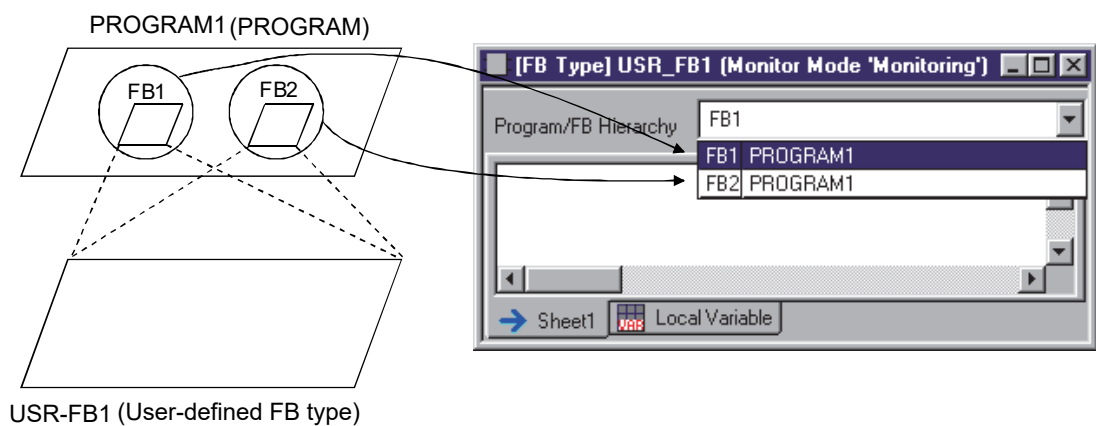 PROGRAM1 (PROGRAM)
FB1
FB2
USR-FB1 (User-defined FB type)
[FB Type] USR_FB1 (Monitor Mode 'Monitoring')
Program/FB Hierarchy
FB1
FB1 PROGRAM1
FB2 PROGRAM1
Sheet1
VAB Local Variable